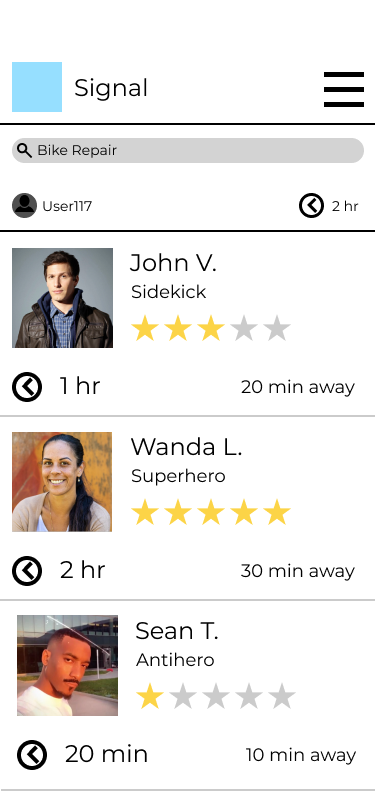 Signal
Bike Repair
User117 2 hr
John V.
Sidekick
1 hr 20 min away
Wanda L.
Superhero
2 hr 30 min away
Sean T.
Antihero
20 min 10 min away